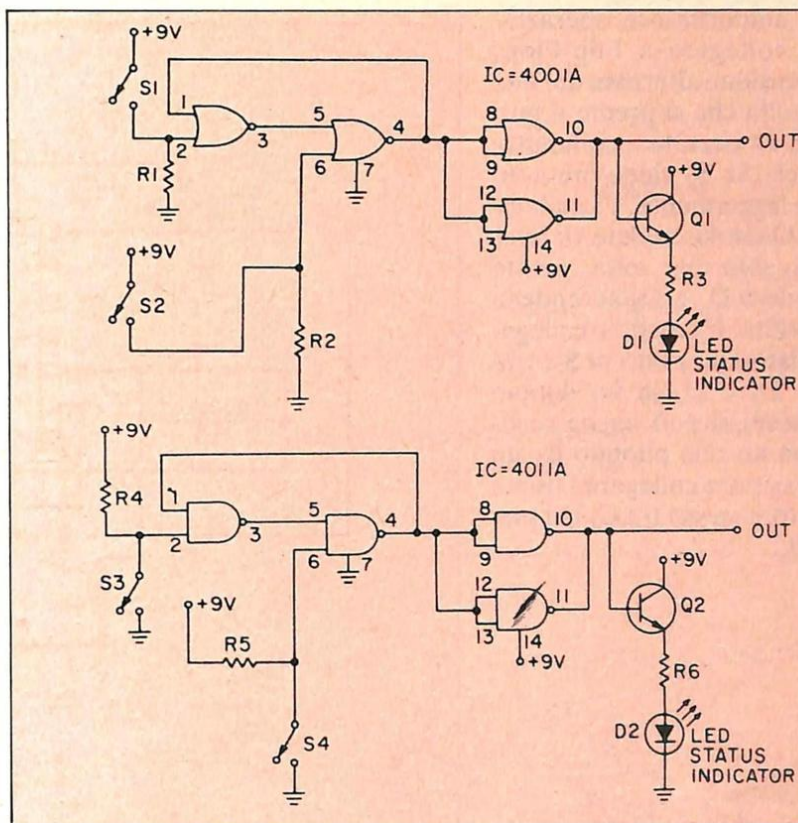 +9V
S1
1
2
3
R1
5
6
4
7
IC=4001A
8
9
10
OUT
12
13
11
14
+9V
+9V
Q1
R3
D1
LED
STATUS
INDICATOR
+9V
S2
R2
+9V
R4
1
2
3
S3
+9V
R5
5
6
4
7
S4
IC=4011A
8
9
10
OUT
12
13
11
14
+9V
+9V
Q2
R6
D2
LED
STATUS
INDICATOR